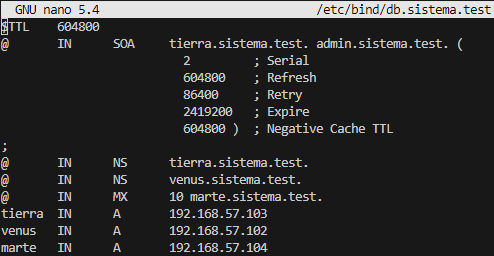 GNU nano 5.4 /etc/bind/db.sistema.test
$TTL 604800
@ IN SOA tierra.sistema.test. admin.sistema.test. (
2 ; Serial
604800 ; Refresh
86400 ; Retry
2419200 ; Expire
604800 ) ; Negative Cache TTL
;
@ IN NS tierra.sistema.test.
@ IN NS venus.sistema.test.
@ IN MX 10 marte.sistema.test.
tierra IN A 192.168.57.103
venus IN A 192.168.57.102
marte IN A 192.168.57.104